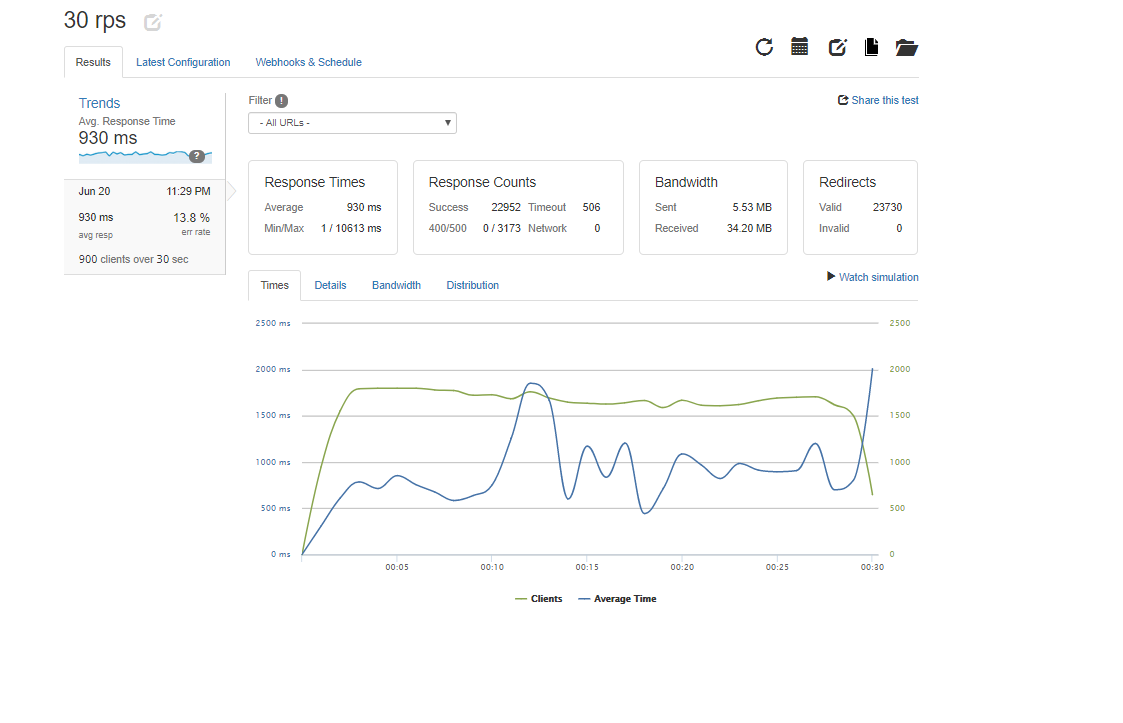 30 rps
Results
Latest Configuration
Webhooks & Schedule
Trends
Avg. Response Time
930 ms
?
Jun 20 11:29 PM
930 ms 13.8 %
avg resp err rate
900 clients over 30 sec
Filter !
- All URLs -
Share this test
Response Times
Average 930 ms
Min/Max 1 / 10613 ms
Response Counts
Success 22952 Timeout 506
400/500 0 / 3173 Network 0
Bandwidth
Sent 5.53 MB
Received 34.20 MB
Redirects
Valid 23730
Invalid 0
Times
Details
Bandwidth
Distribution
Watch simulation
2500 ms 2500
2000 ms 2000
1500 ms 1500
1000 ms 1000
500 ms 500
0 ms 0
00:05 00:10 00:15 00:20 00:25 00:30
Clients Average Time